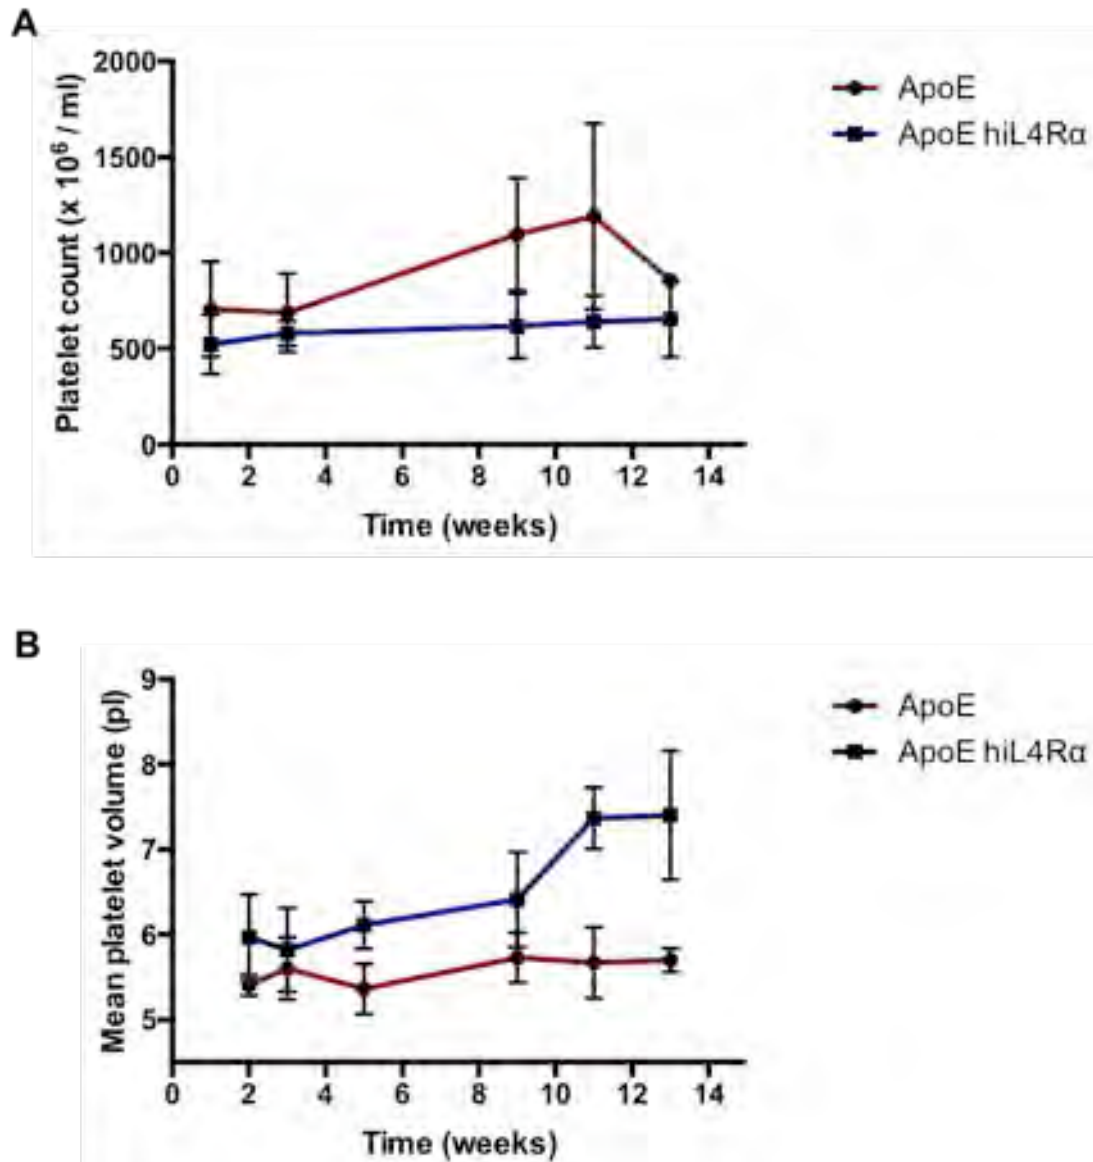 A
Platelet count (x 10⁶ / ml)
2000
1500
1000
500
0
0 2 4 6 8 10 12 14
Time (weeks)
ApoE
ApoE hiL4Rα
B
Mean platelet volume (pl)
9
8
7
6
5
0 2 4 6 8 10 12 14
Time (weeks)
ApoE
ApoE hiL4Rα